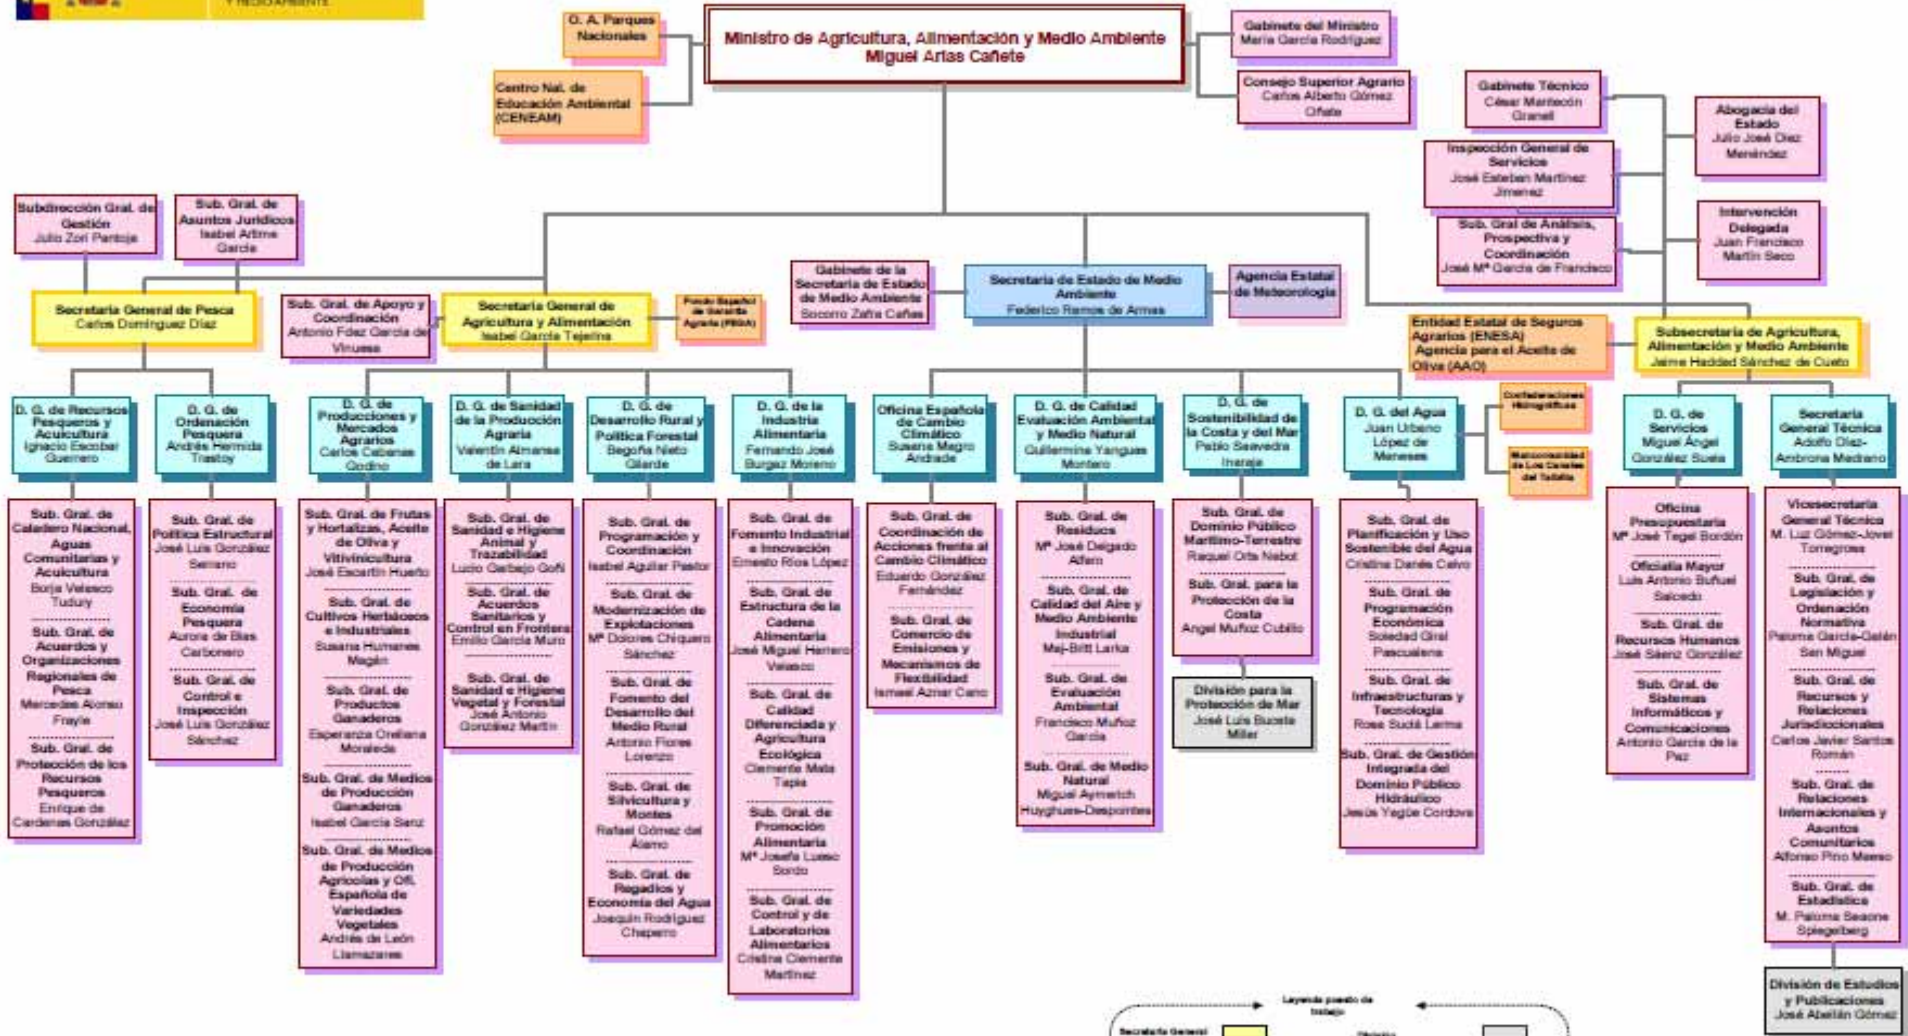 Y MEDIO AMBIENTE
O. A. Parques
Nacionales
Centro Nal. de
Educación Ambiental
(CENEAM)
Ministro de Agricultura, Alimentación y Medio Ambiente
Miguel Arias Cañete
Gabinete del Ministro
María García Rodríguez
Consejo Superior Agrario
Carlos Alberto Gómez
Oñate
Gabinete Técnico
César Mantecón
Granell
Abogacía del
Estado
Julio José Díez
Menéndez
Inspección General de
Servicios
José Esteban Martínez
Jimenez
Sub. Gral de Análisis,
Prospectiva y
Coordinación
José Mª García de Francisco
Intervención
Delegada
Juan Francisco
Martín Seco
Subdirección Gral. de
Gestión
Julio Zorí Pantoja
Sub. Gral. de
Asuntos Jurídicos
Isabel Artime
García
Secretaría General de Pesca
Carlos Domínguez Díaz
Sub. Gral. de Apoyo y
Coordinación
Antonio Fdez García de
Vinuesa
Secretaría General de
Agricultura y Alimentación
Isabel García Tejerina
Fondo Español
de Garantía
Agraria (FEGA)
Gabinete de la
Secretaría de Estado
de Medio Ambiente
Socorro Zafra Cañas
Secretaría de Estado de Medio
Ambiente
Federico Ramos de Armas
Agencia Estatal
de Meteorología
Entidad Estatal de Seguros
Agrarios (ENESA)
Agencia para el Aceite de
Oliva (AAO)
Subsecretaría de Agricultura,
Alimentación y Medio Ambiente
Jaime Haddad Sánchez de Cueto
D. G. de Recursos
Pesqueros y
Acuicultura
Ignacio Escobar
Guerrero
D. G. de
Ordenación
Pesquera
Andrés Hermida
Trastoy
D. G. de
Producciones y
Mercados
Agrarios
Carlos Cabanas
Godino
D. G. de Sanidad
de la Producción
Agraria
Valentín Almansa
de Lara
D. G. de
Desarrollo Rural y
Política Forestal
Begoña Nieto
Gilarde
D. G. de la
Industria
Alimentaria
Fernando José
Burgaz Moreno
Oficina Española
de Cambio
Climático
Susana Magro
Andrade
D. G. de Calidad
Evaluación Ambiental
y Medio Natural
Guillermina Yanguas
Montero
D. G. de
Sostenibilidad de
la Costa y del Mar
Pablo Saavedra
Inaraja
D. G. del Agua
Juan Urbano
López de
Meneses
Confederaciones
Hidrográficas
Mancomunidad
de Los Canales
del Taibilla
D. G. de
Servicios
Miguel Ángel
González Suela
Secretaría
General Técnica
Adolfo Díaz-
Ambrona Medrano
Sub. Gral. de
Caladero Nacional,
Aguas
Comunitarias y
Acuicultura
Borja Velasco
Tudury
Sub. Gral. de
Acuerdos y
Organizaciones
Regionales de
Pesca
Mercedes Alonso
Frayle
Sub. Gral. de
Protección de los
Recursos
Pesqueros
Enrique de
Cardenas González
Sub. Gral. de
Política Estructural
José Luis González
Serrano
Sub. Gral. de
Economía
Pesquera
Aurora de Blas
Carbonero
Sub. Gral. de
Control e
Inspección
José Luis González
Sánchez
Sub. Gral. de Frutas
y Hortalizas, Aceite
de Oliva y
Vitivinicultura
José Escartín Huerto
Sub. Gral. de
Cultivos Herbáceos
e Industriales
Susana Humanes
Magán
Sub. Gral. de
Productos
Ganaderos
Esperanza Orellana
Moraleda
Sub. Gral. de Medios
de Producción
Ganaderos
Isabel García Sanz
Sub. Gral. de Medios
de Producción
Agrícolas y Ofi.
Española de
Variedades
Vegetales
Andrés de León
Llamazares
Sub. Gral. de
Sanidad e Higiene
Animal y
Trazabilidad
Lucio Carbajo Goñi
Sub. Gral. de
Acuerdos
Sanitarios y
Control en Frontera
Emilio García Muro
Sub. Gral. de
Sanidad e Higiene
Vegetal y Forestal
José Antonio
González Martín
Sub. Gral. de
Programación y
Coordinación
Isabel Aguilar Pastor
Sub. Gral. de
Modernización de
Explotaciones
Mª Dolores Chiquero
Sánchez
Sub. Gral. de
Fomento del
Desarrollo del
Medio Rural
Antonio Flores
Lorenzo
Sub. Gral. de
Silvicultura y
Montes
Rafael Gómez del
Álamo
Sub. Gral. de
Regadíos y
Economía del Agua
Joaquín Rodríguez
Chaparro
Sub. Gral. de
Fomento Industrial
e Innovación
Ernesto Ríos López
Sub. Gral. de
Estructura de la
Cadena
Alimentaria
José Miguel Herrero
Velasco
Sub. Gral. de
Calidad
Diferenciada y
Agricultura
Ecológica
Clemente Mata
Tapia
Sub. Gral. de
Promoción
Alimentaria
Mª Josefa Lueso
Sordo
Sub. Gral. de
Control y de
Laboratorios
Alimentarios
Cristina Clemente
Martínez
Sub. Gral. de
Coordinación de
Acciones frente al
Cambio Climático
Eduardo González
Fernández
Sub. Gral. de
Comercio de
Emisiones y
Mecanismos de
Flexibilidad
Ismael Aznar Cano
Sub. Gral. de
Residuos
Mª José Delgado
Alfaro
Sub. Gral. de
Calidad del Aire y
Medio Ambiente
Industrial
Maj-Britt Larka
Sub. Gral. de
Evaluación
Ambiental
Francisco Muñoz
García
Sub. Gral. de Medio
Natural
Miguel Aymerich
Huyghues-Despointes
Sub. Gral. de
Dominio Público
Marítimo-Terrestre
Raquel Orts Nebot
Sub. Gral. para la
Protección de la
Costa
Angel Muñoz Cubillo
División para la
Protección de Mar
José Luis Buceta
Miller
Sub. Gral. de
Planificación y Uso
Sostenible del Agua
Cristina Danés Calvo
Sub. Gral. de
Programación
Económica
Soledad Giral
Pascualena
Sub. Gral. de
Infraestructuras y
Tecnología
Rosa Sucià Lerma
Sub. Gral. de Gestión
Integrada del
Dominio Público
Hidráulico
Jesús Yagüe Cordova
Oficina
Presupuestaria
Mª José Tegel Bordón
Oficialía Mayor
Luis Antonio Buñuel
Salcedo
Sub. Gral. de
Recursos Humanos
José Sáenz González
Sub. Gral. de
Sistemas
Informáticos y
Comunicaciones
Antonio García de la
Paz
Vicesecretaría
General Técnica
M. Luz Gómez-Jover
Torregrosa
Sub. Gral. de
Legislación y
Ordenación
Normativa
Paloma García-Galán
San Miguel
Sub. Gral. de
Recursos y
Relaciones
Jurisdiccionales
Carlos Javier Santos
Román
Sub. Gral. de
Relaciones
Internacionales y
Asuntos
Comunitarios
Alfonso Pino Maeso
Sub. Gral. de
Estadística
M. Paloma Seaone
Spiegelberg
División de Estudios
y Publicaciones
José Abellán Gómez
Leyenda puesto de
trabajo
Secretaría General
División